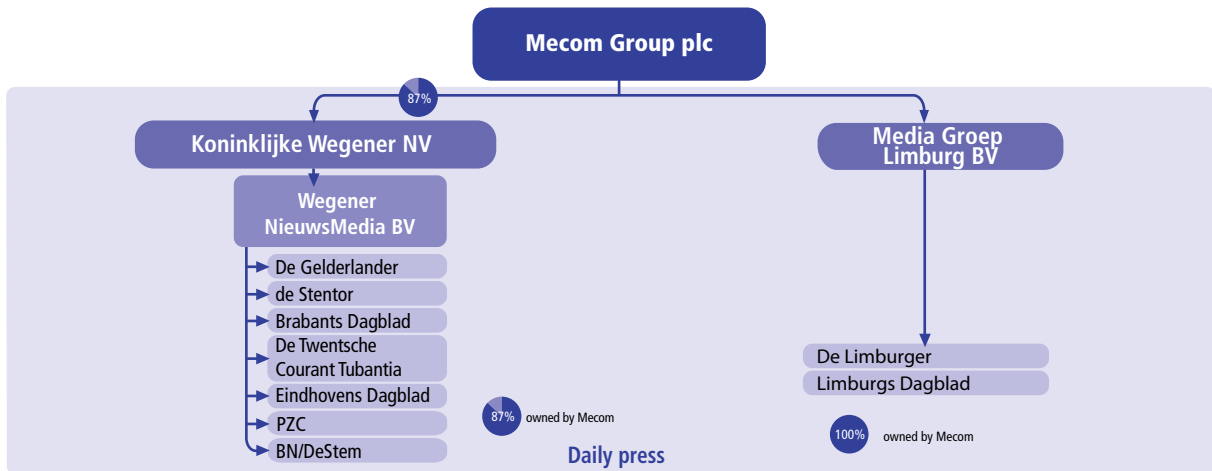 Mecom Group plc
87%
Koninklijke Wegener NV
Media Groep
Limburg BV
Wegener
NieuwsMedia BV
De Gelderlander
de Stentor
Brabants Dagblad
De Twentsche
Courant Tubantia
Eindhovens Dagblad
PZC
BN/DeStem
De Limburger
Limburgs Dagblad
87% owned by Mecom
100% owned by Mecom
Daily press